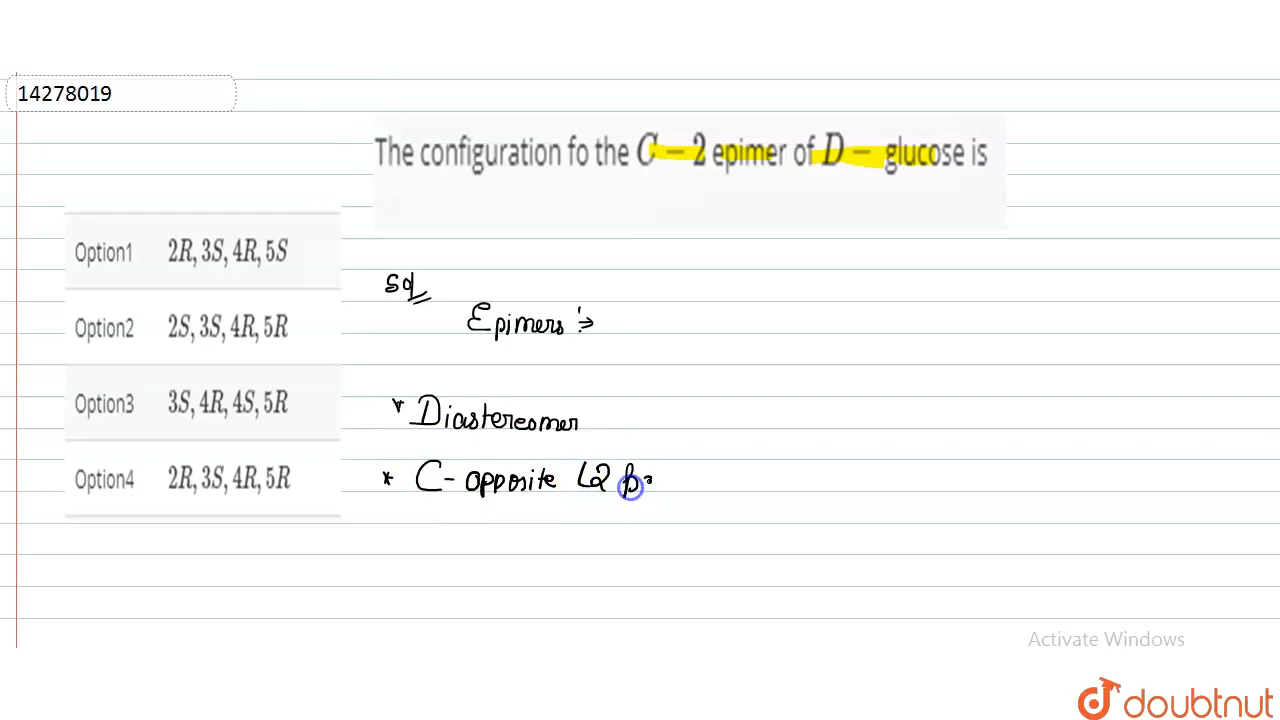 14278019
The configuration fo the C - 2 epimer of D - glucose is
Option1 2R, 3S, 4R, 5S
Option2 2S, 3S, 4R, 5R
Option3 3S, 4R, 4S, 5R
Option4 2R, 3S, 4R, 5R
Sol
Epimers :⇒
* Diastereomer
* C- opposite
Activate Windows
doubtnut